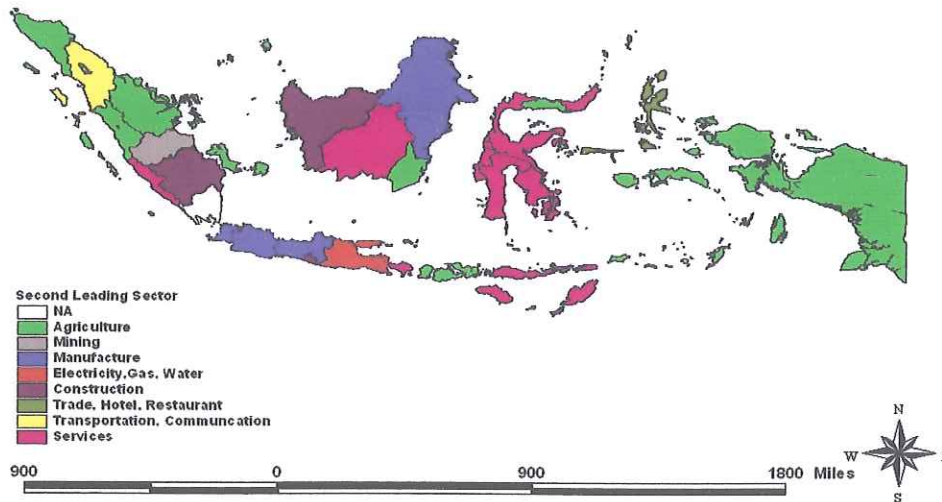 Second Leading Sector
NA
Agriculture
Mining
Manufacture
Electricity,Gas, Water
Construction
Trade, Hotel, Restaurant
Transportation, Communcation
Services
N
W
S
900 0 900 1800 Miles